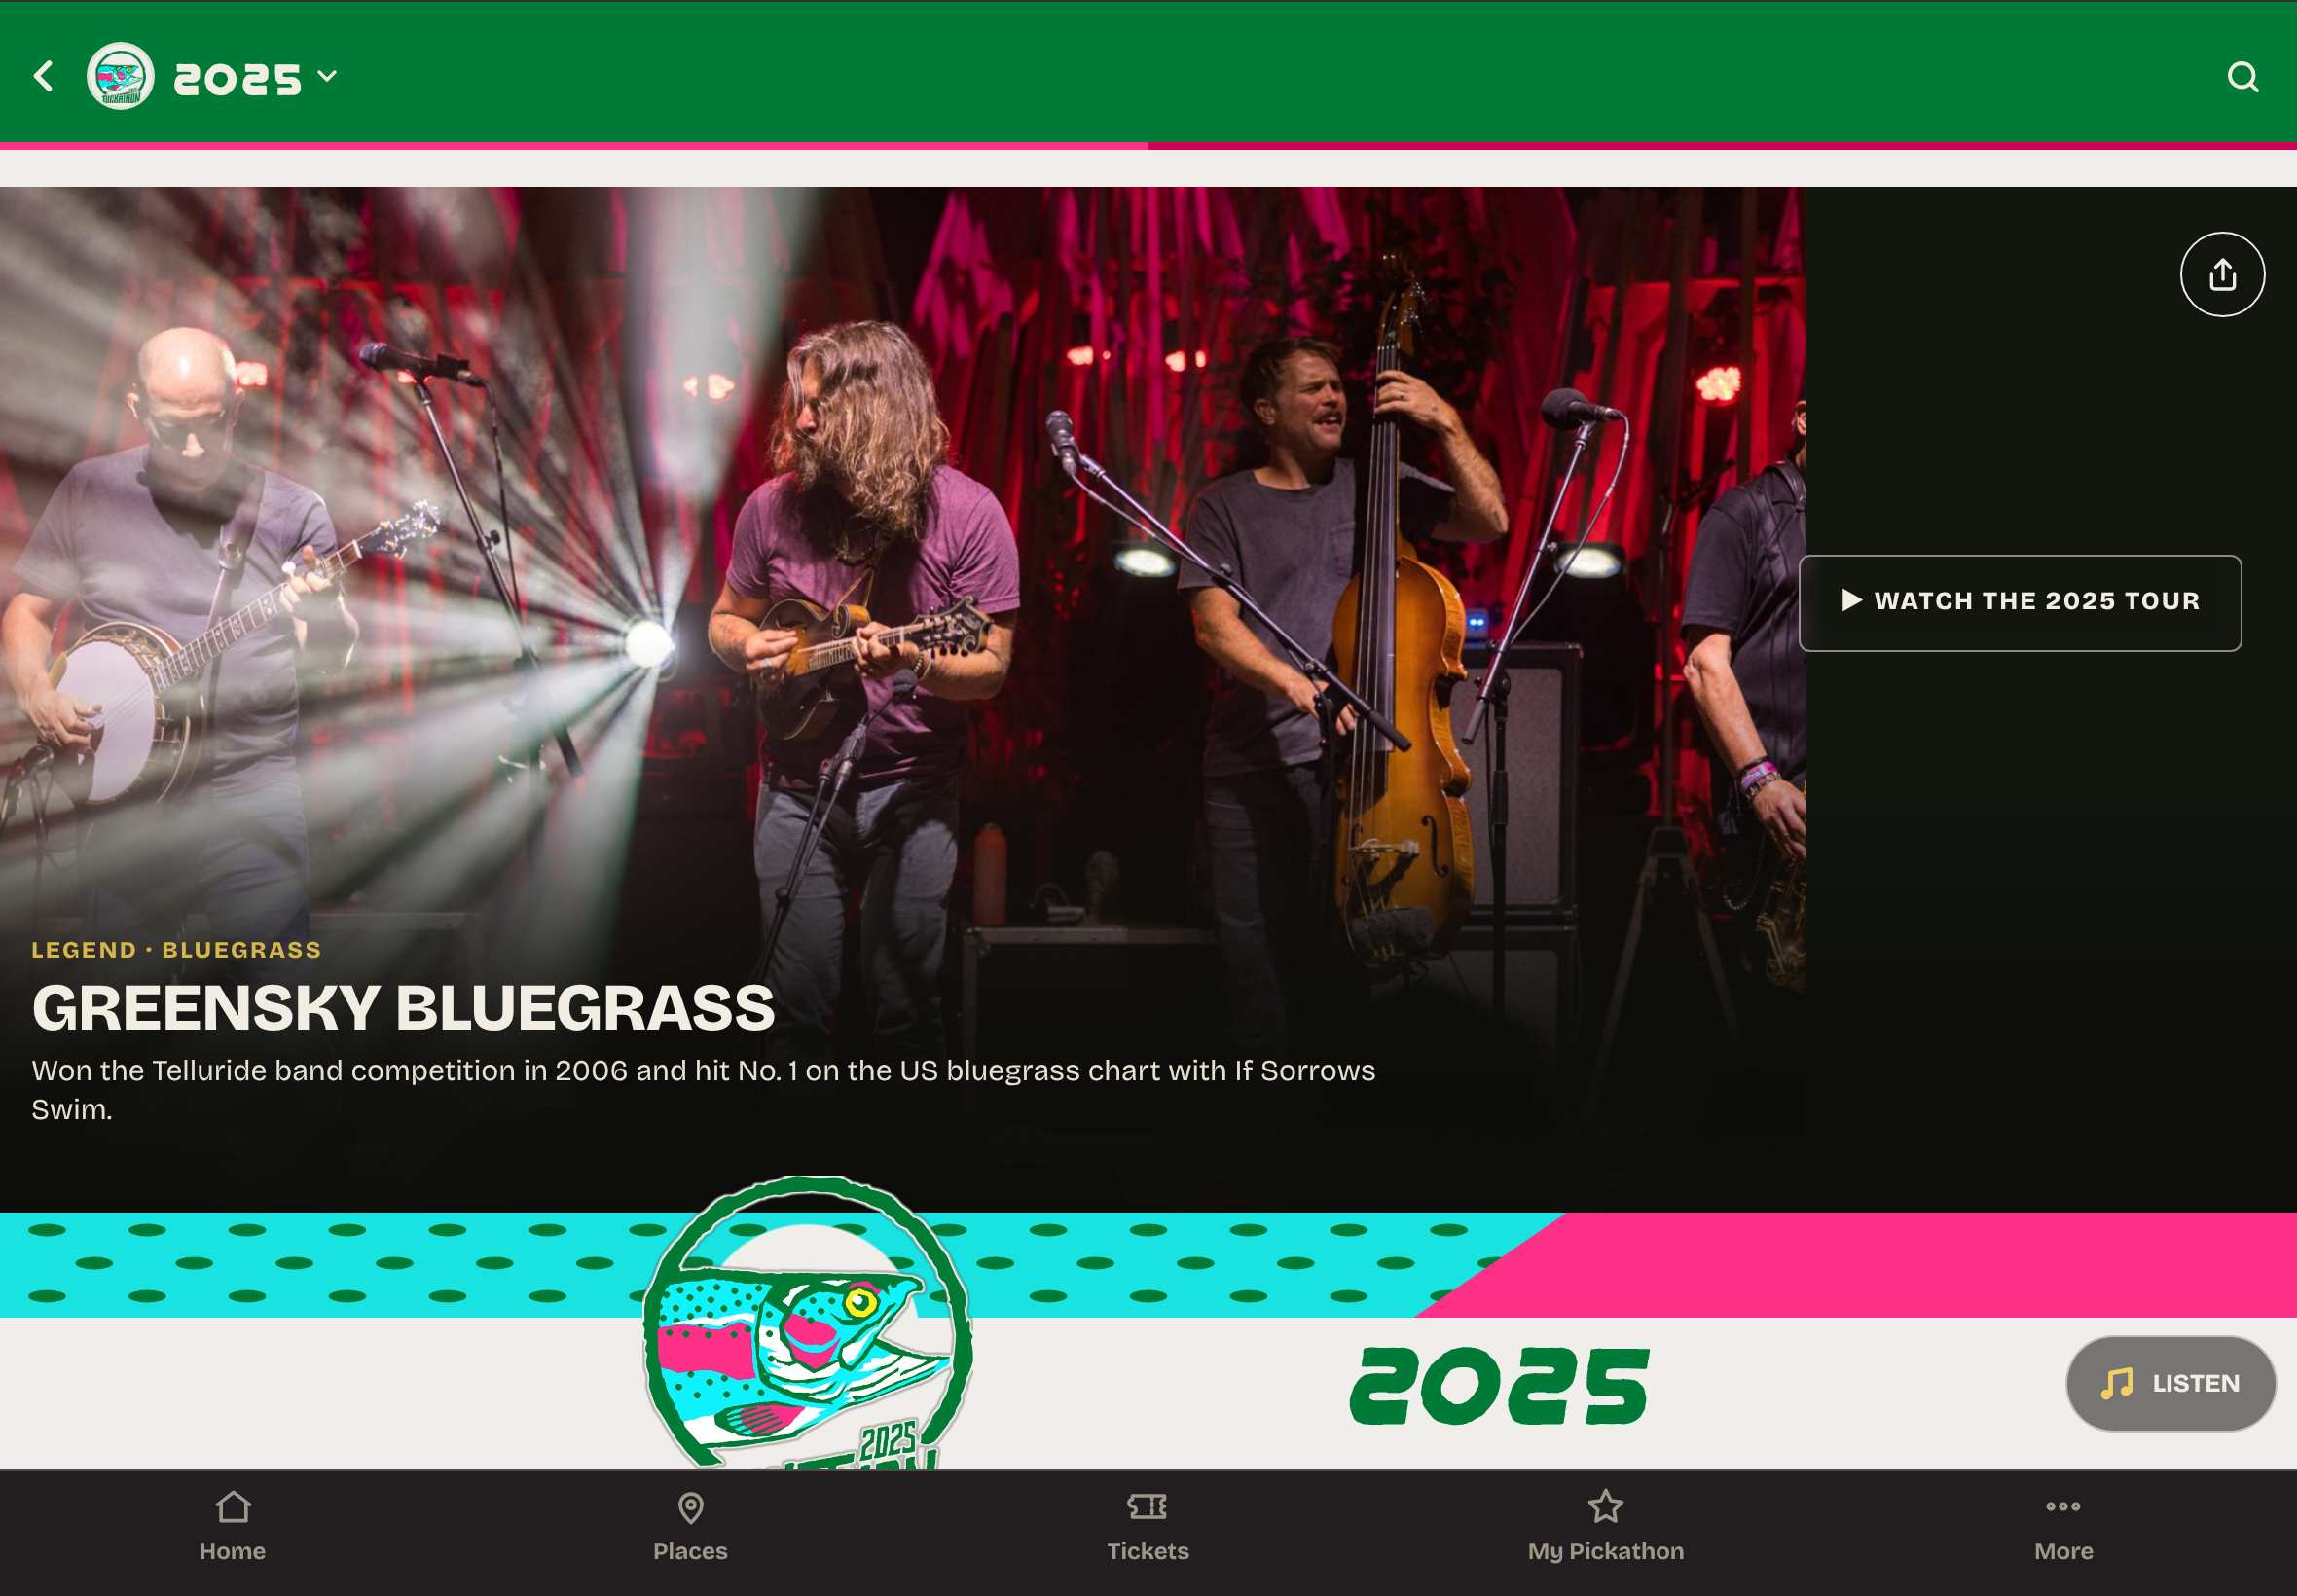 2025
LEGEND · BLUEGRASS
GREENSKY BLUEGRASS
Won the Telluride band competition in 2006 and hit No. 1 on the US bluegrass chart with If Sorrows
Swim.
WATCH THE 2025 TOUR
2025
2025
LISTEN
Home
Places
Tickets
My Pickathon
More